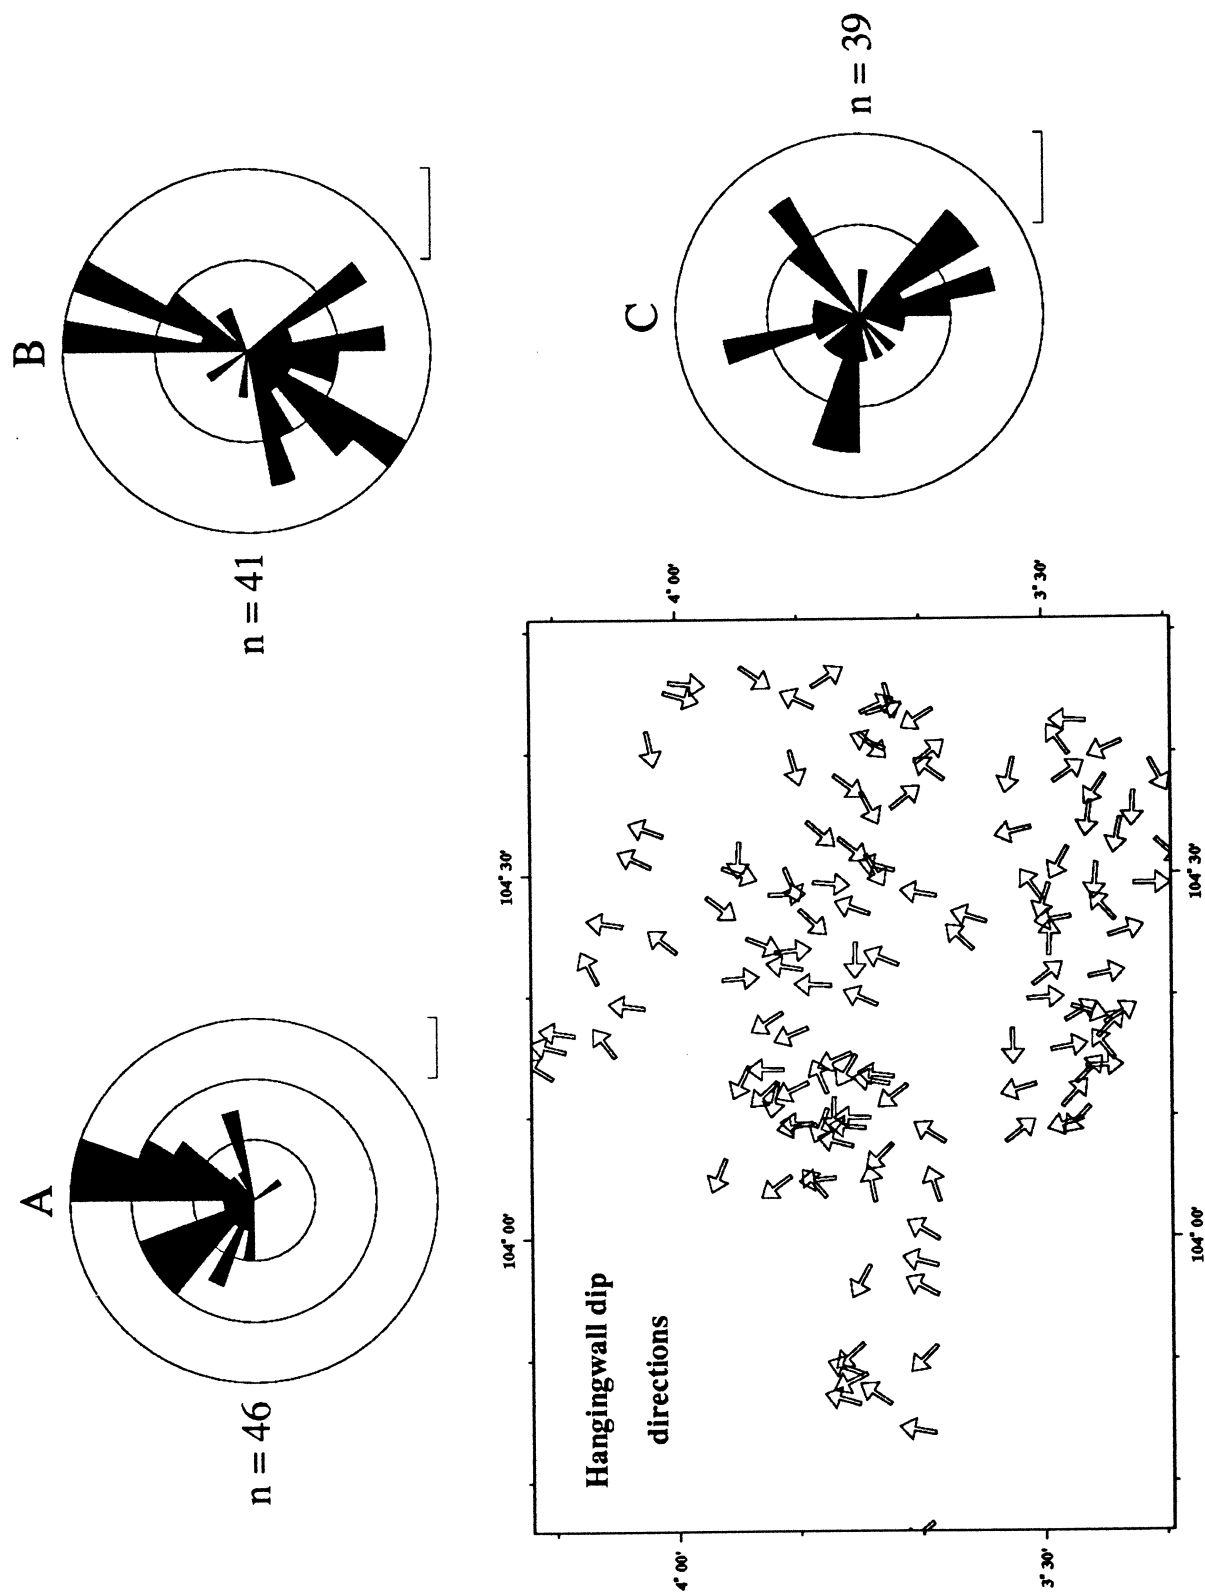 A
B
n = 46
n = 41
104° 00'
104° 30'
Hangingwall dip
directions
4° 00'
4° 00'
3° 30'
3° 30'
104° 00'
104° 30'
C
n = 39